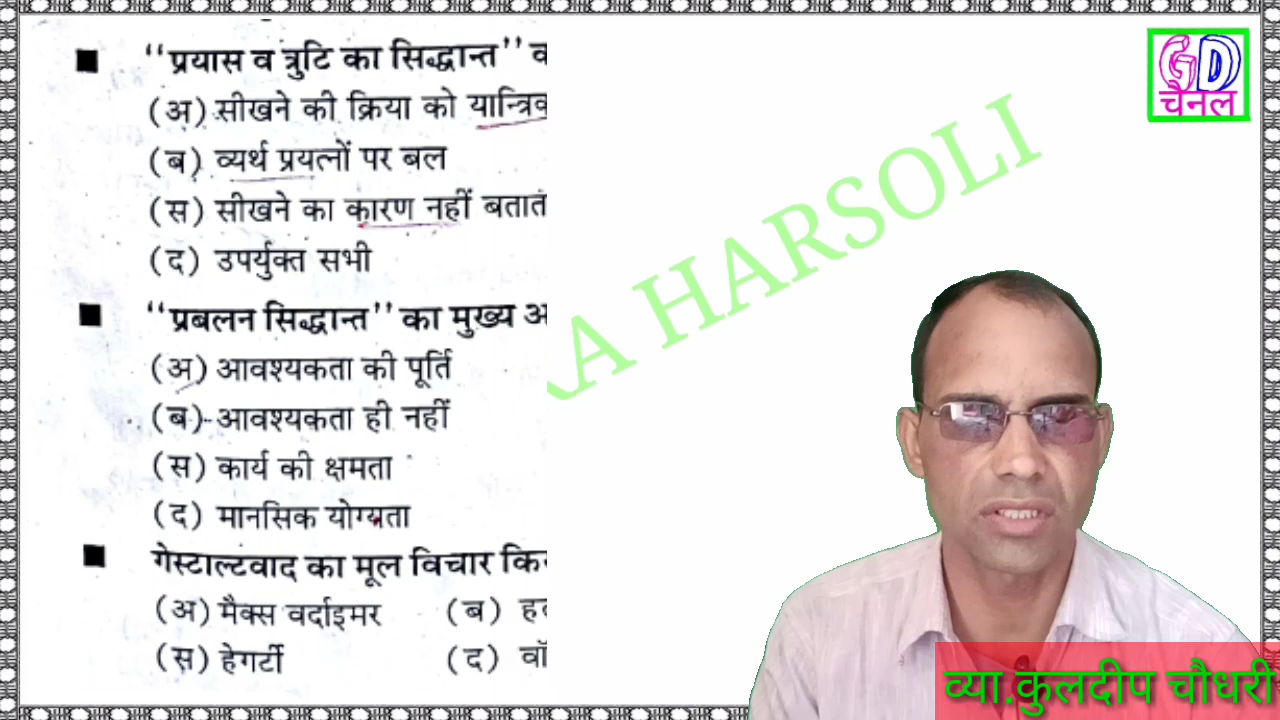 "प्रयास व त्रुटि का सिद्धान्त"
(अ) सीखने की क्रिया को
(ब) व्यर्थ प्रयत्नों पर बल
(स) सीखने का कारण नहीं
(द) उपर्युक्त सभी
"प्रबलन सिद्धान्त" का मुख्य
(अ) आवश्यकता की पूर्ति
(ब) आवश्यकता ही नहीं
(स) कार्य की क्षमता
(द) मानसिक योग्यता
गेस्टाल्टवाद का मूल विचार
(अ) मैक्स वर्दाइमर (ब)
(स) हेगर्टी (द)
GD
चैनल
HARSOLI
व्या.कुलदीप चौधरी